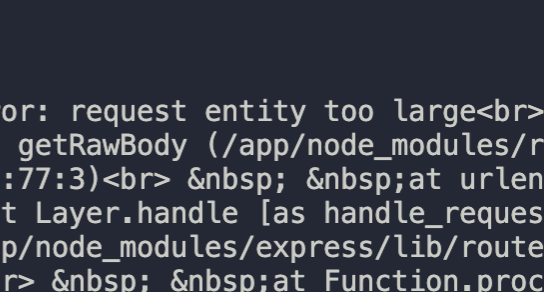 or: request entity too large<br>
getRawBody (/app/node_modules/r
:77:3)<br> &nbsp; &nbsp;at urlen
t Layer.handle [as handle_reques
p/node_modules/express/lib/route
r> &nbsp; &nbsp;at Function.proc